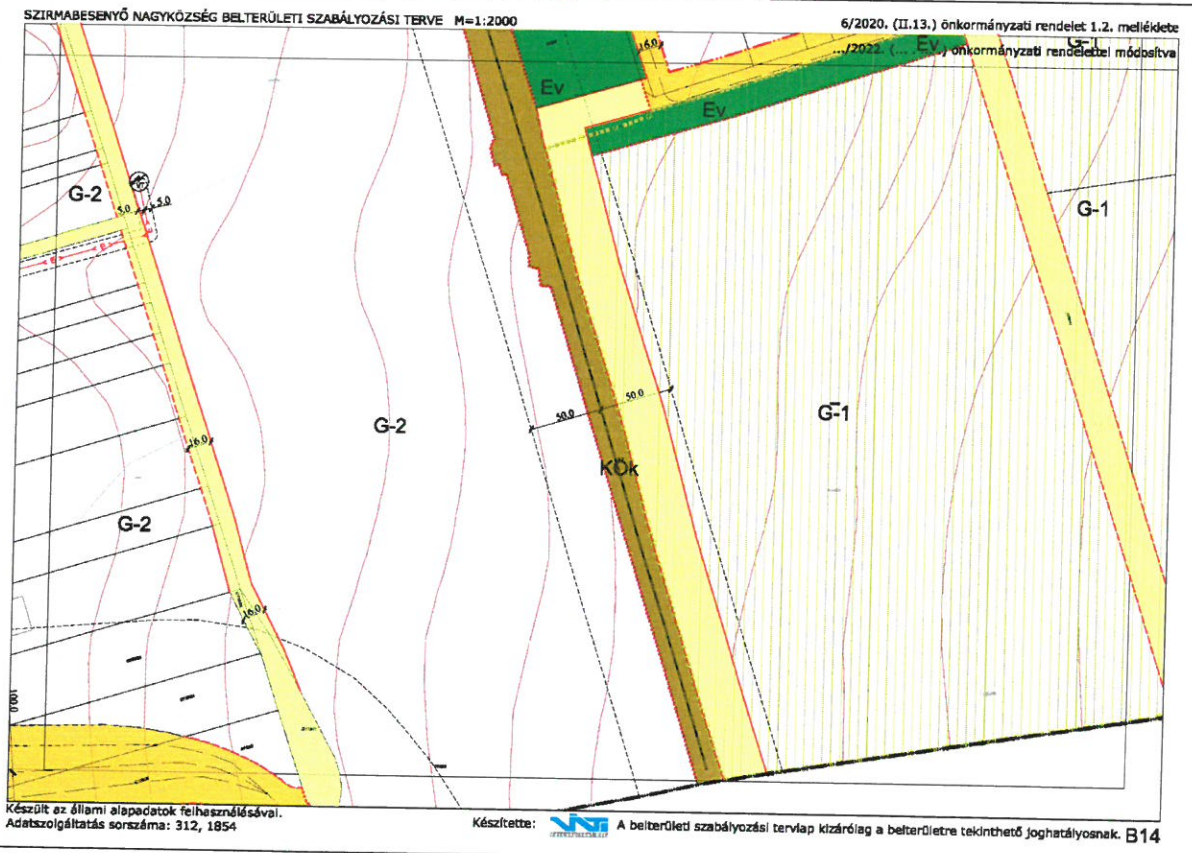 SZIRMABESENYŐ NAGYKÖZSÉG BELTERÜLETI SZABÁLYOZÁSI TERVE M=1:2000
6/2020. (II.13.) önkormányzati rendelet 1.2. melléklete
.../2022. (... ....) önkormányzati rendelettel módosítva
16.0
Ev
G-1
Ev
Ev
G-2
5.0
5.0
G-1
50.0
50.0
G-2
G-1
16.0
KÖk
G-2
16.0
100.0
Készült az állami alapadatok felhasználásával.
Adatszolgáltatás sorszáma: 312, 1854
Készítette: VÁTI A belterületi szabályozási tervlap kizárólag a belterületre tekinthető joghatályosnak. B14